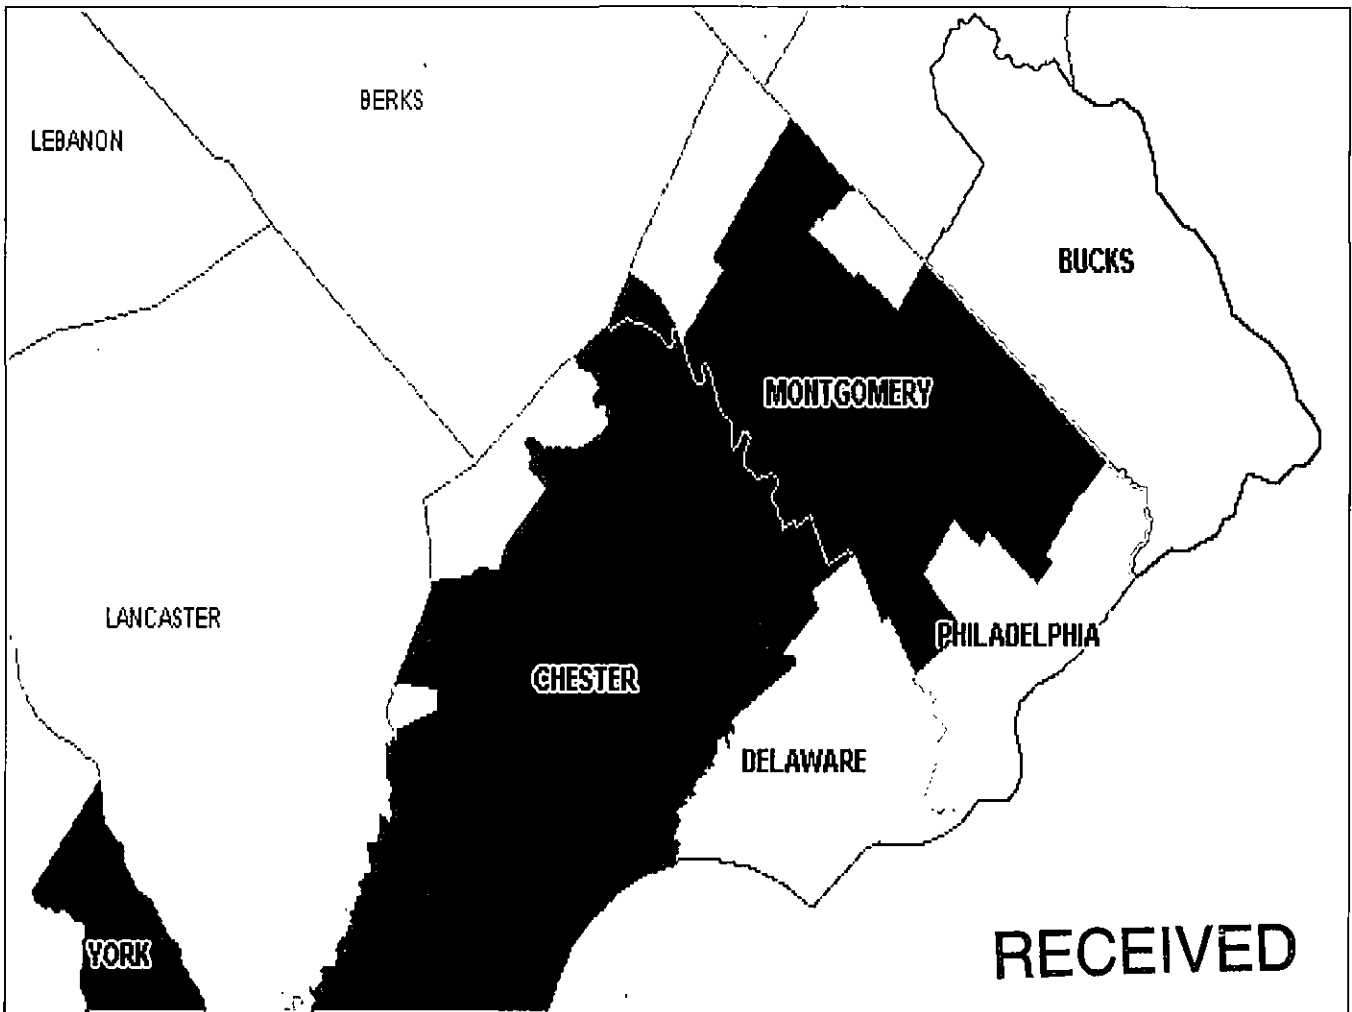 BERKS
LEBANON
BUCKS
MONTGOMERY
LANCASTER
PHILADELPHIA
CHESTER
DELAWARE
YORK
RECEIVED